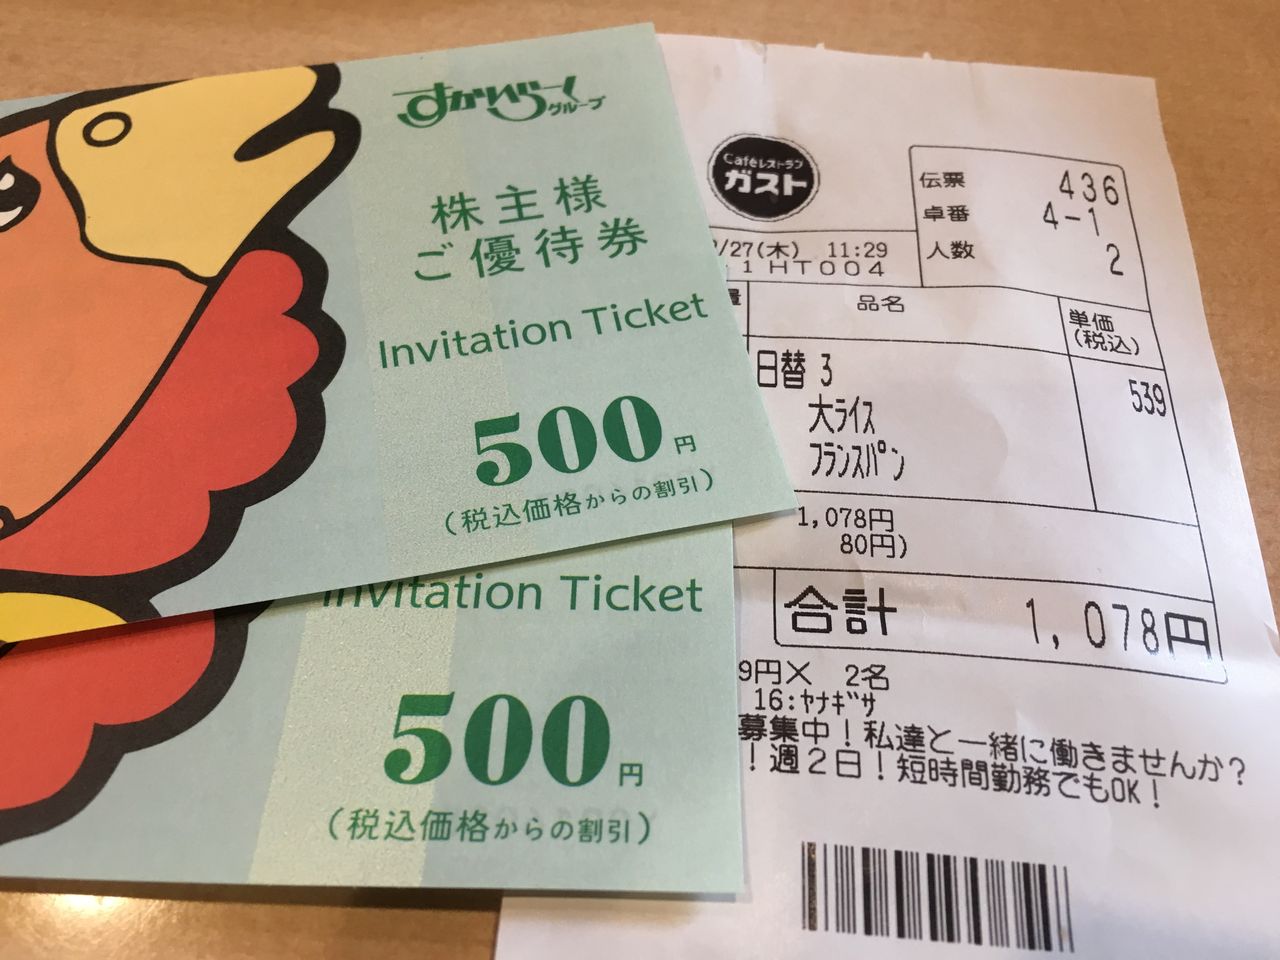 すかいらーく
グループ
株主様
ご優待券
Invitation Ticket
500円
(税込価格からの割引)
Invitation Ticket
500円
(税込価格からの割引)
Caféレストラン
ガスト
伝票 436
卓番 4-1
人数 2
/27(木) 11:29
1HT004
品名 単価
(税込)
日替 3 539
大ライス
フランスパン
1,078円
80円)
合計 1,078円
9円× 2名
16:ヤナギサ
募集中!私達と一緒に働きませんか?
!週2日!短時間勤務でもOK!